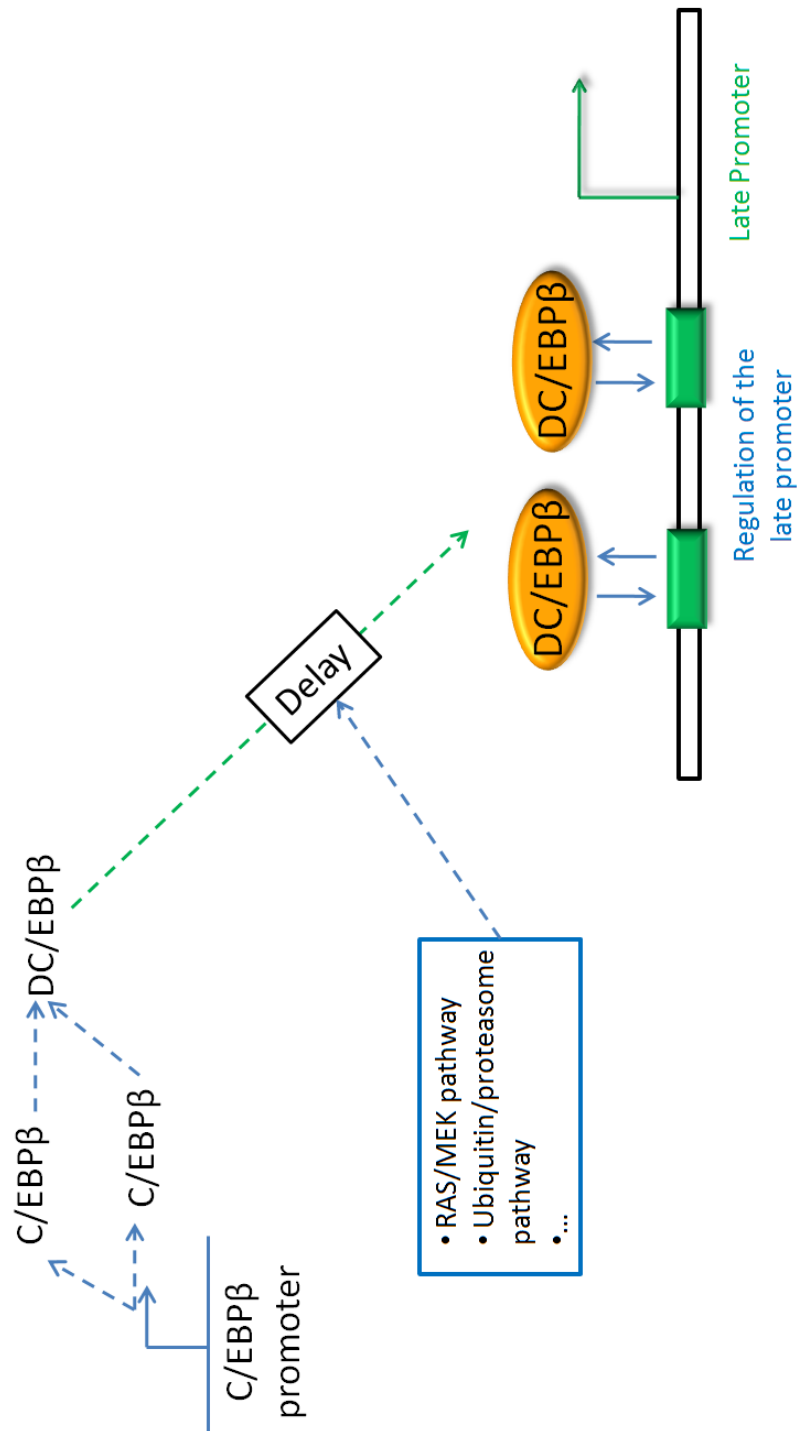 C/EBPβ
promoter
C/EBPβ
C/EBPβ
DC/EBPβ
• RAS/MEK pathway
• Ubiquitin/proteasome
pathway
•...
Delay
DC/EBPβ
DC/EBPβ
Regulation of the
late promoter
Late Promoter